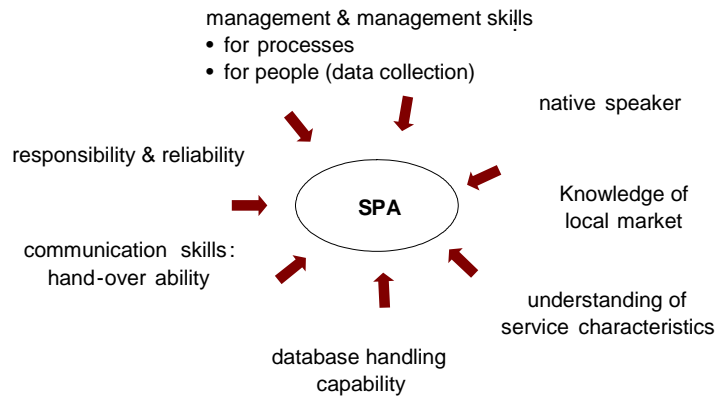 management & management skills:
• for processes
• for people (data collection)
native speaker
responsibility & reliability
SPA
Knowledge of
local market
communication skills:
hand-over ability
understanding of
service characteristics
database handling
capability